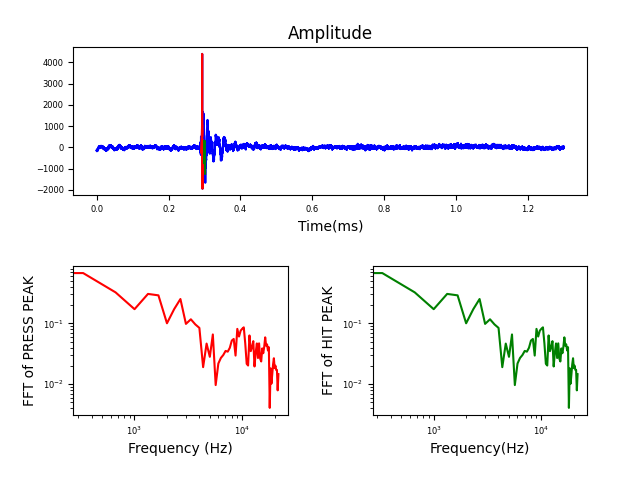 Amplitude
4000
3000
2000
1000
0
−1000
−2000
0.0 0.2 0.4 0.6 0.8 1.0 1.2
Time(ms)
FFT of PRESS PEAK
10⁻¹
10⁻²
10³ 10⁴
Frequency (Hz)
FFT of HIT PEAK
10⁻¹
10⁻²
10³ 10⁴
Frequency(Hz)